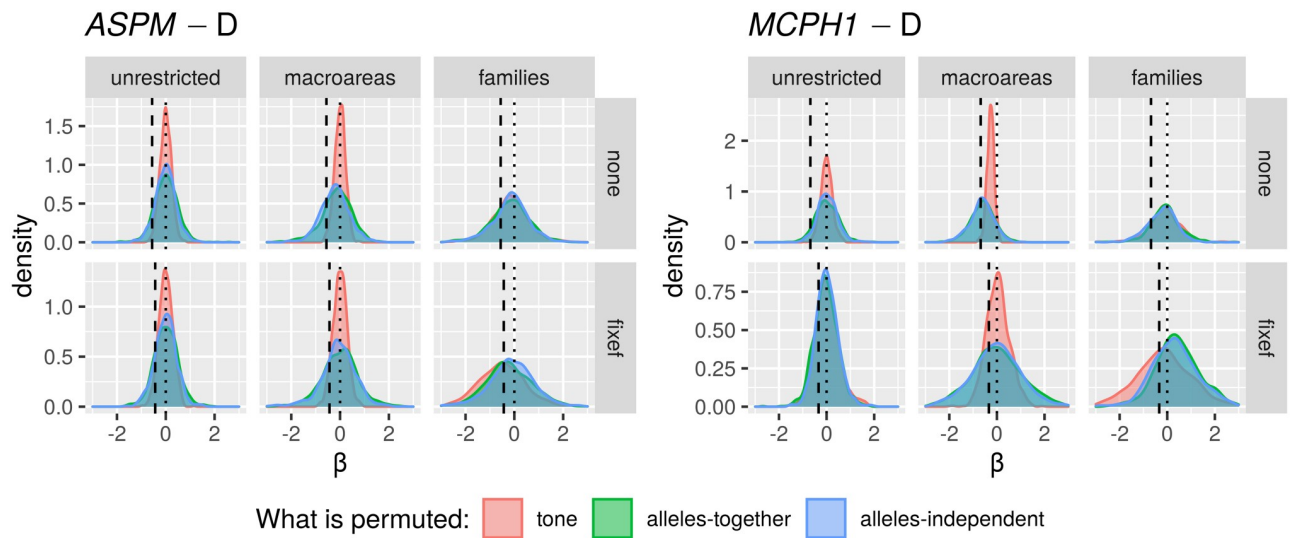 ASPM – D
unrestricted macroareas families
none
1.5
1.0
0.5
0.0
fixef
1.0
0.5
0.0
density
-2 0 2 -2 0 2 -2 0 2
β
MCPH1 – D
unrestricted macroareas families
none
2
1
0
fixef
0.75
0.50
0.25
0.00
density
-2 0 2 -2 0 2 -2 0 2
β
What is permuted: tone alleles-together alleles-independent